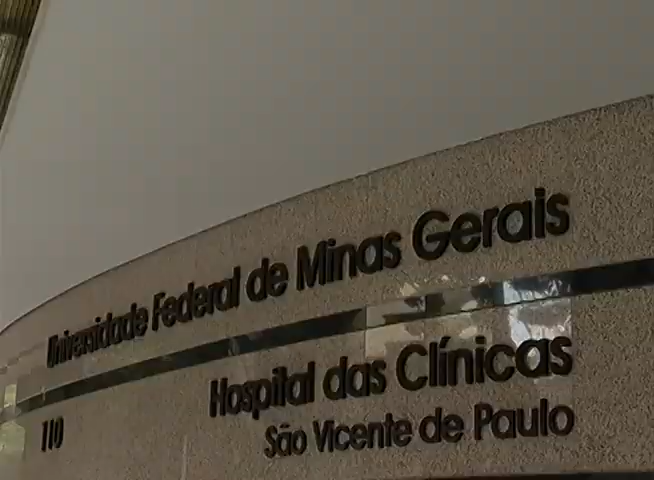 Universidade Federal de Minas Gerais
Hospital das Clínicas
São Vicente de Paulo
110